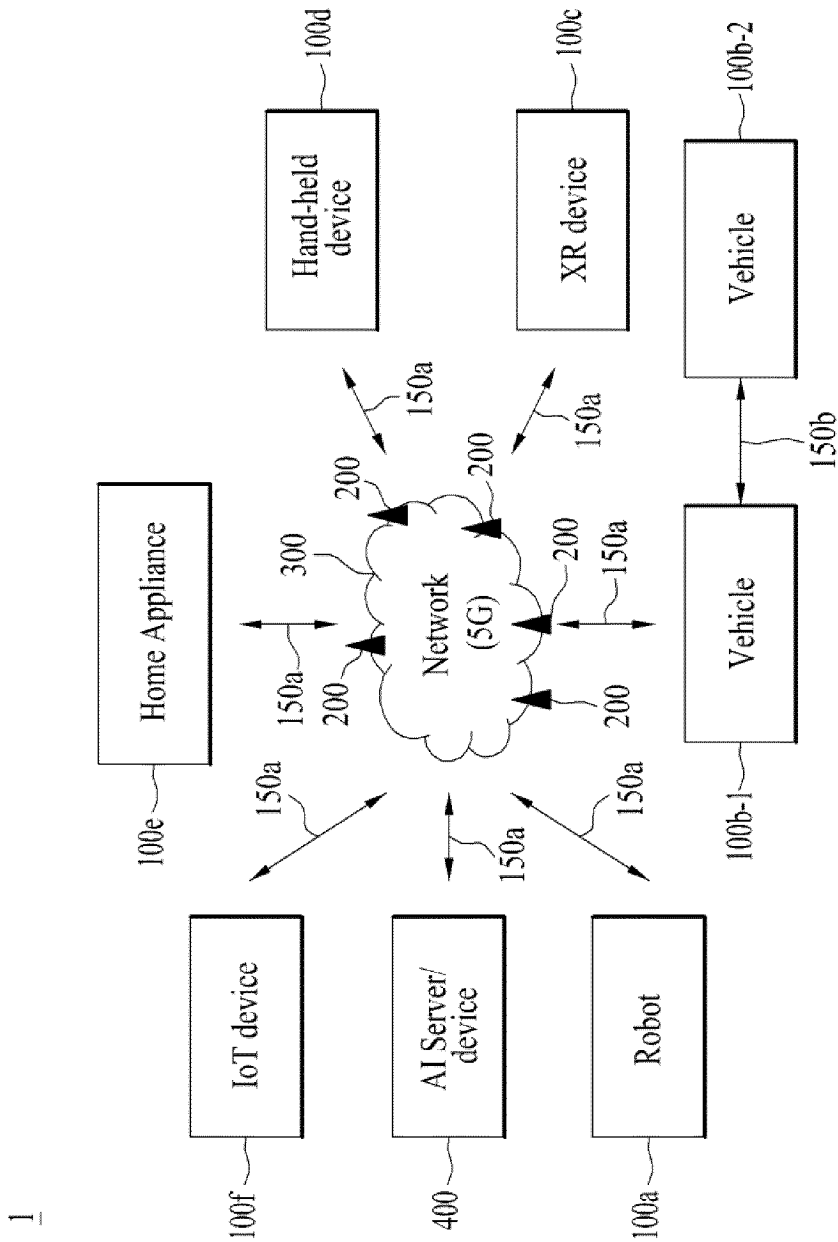 1
100e
Home Appliance
100f
IoT device
150a
150a
200
300
200
150a
Hand-held
device
100d
400
AI Server/
device
150a
Network
(5G)
200
200
200
150a
XR device
100c
100a
Robot
150a
150a
100b-1
Vehicle
150b
Vehicle
100b-2